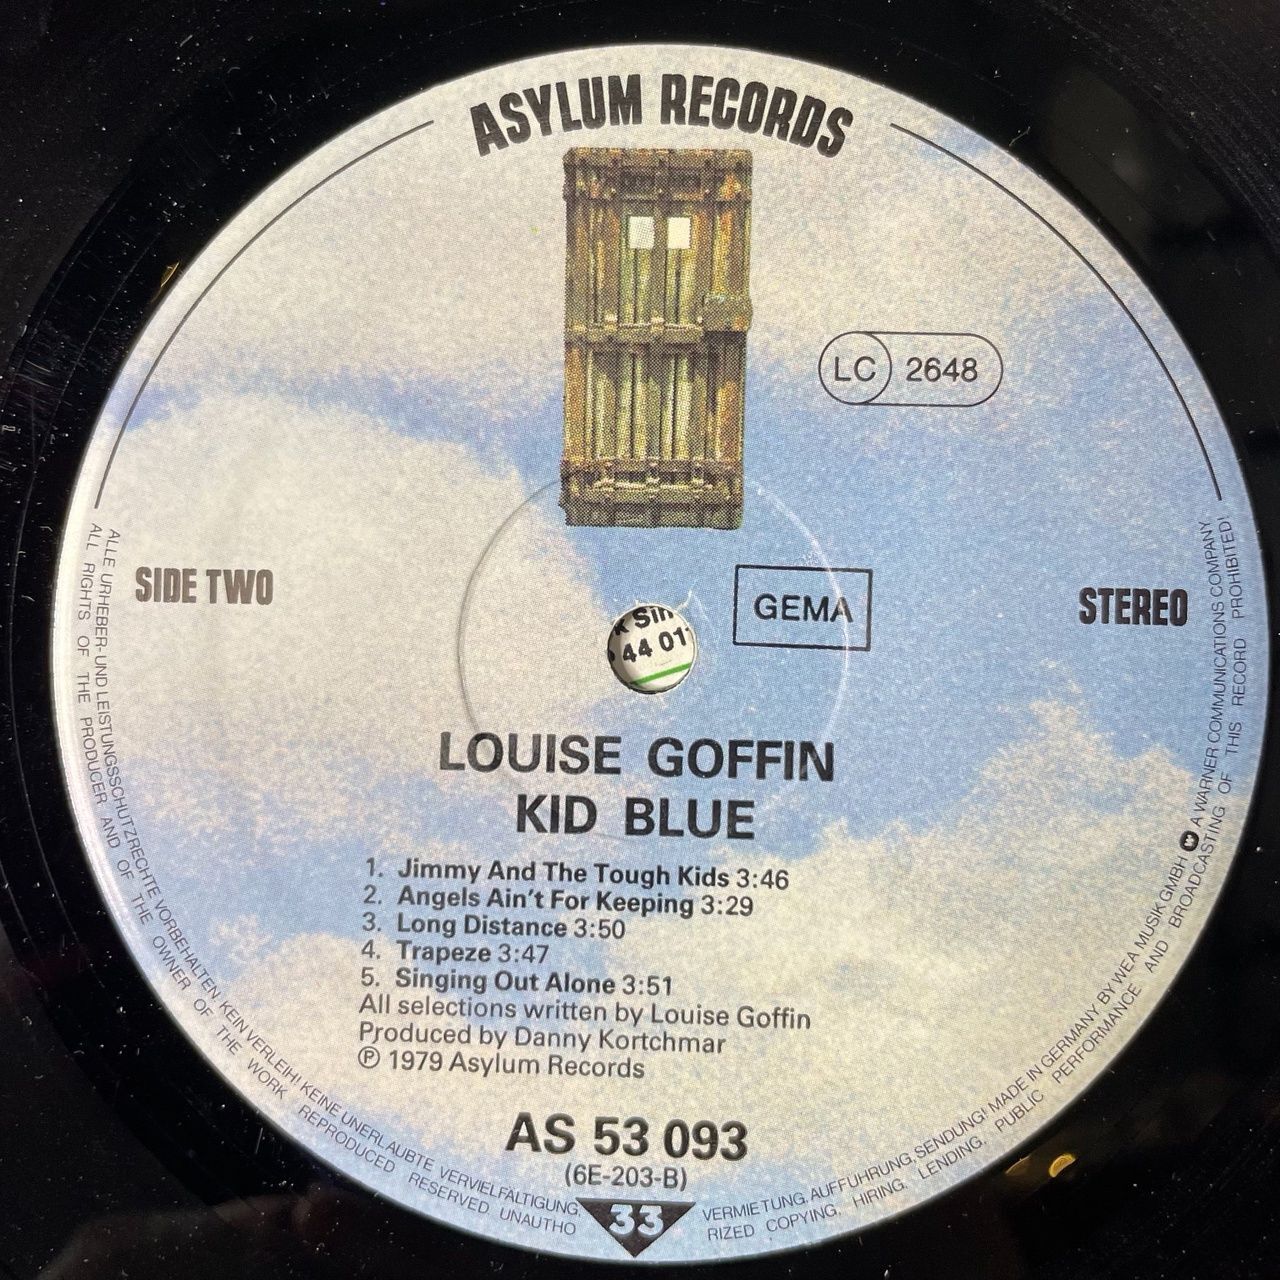 ASYLUM RECORDS
LC 2648
SIDE TWO
GEMA
STEREO
k Sin
44 01
LOUISE GOFFIN
KID BLUE
1. Jimmy And The Tough Kids 3:46
2. Angels Ain't For Keeping 3:29
3. Long Distance 3:50
4. Trapeze 3:47
5. Singing Out Alone 3:51
All selections written by Louise Goffin
Produced by Danny Kortchmar
℗ 1979 Asylum Records
AS 53 093
(6E-203-B)
33
ALLE URHEBER- UND LEISTUNGSSCHUTZRECHTE VORBEHALTEN. KEIN VERLEIH! KEINE UNERLAUBTE VERVIELFÄLTIGUNG, VERMIETUNG, AUFFÜHRUNG, SENDUNG! MADE IN GERMANY BY WEA MUSIK GMBH A WARNER COMMUNICATIONS COMPANY.
ALL RIGHTS OF THE PRODUCER AND OF THE OWNER OF THE WORK REPRODUCED RESERVED UNAUTHORIZED COPYING, HIRING, LENDING, PUBLIC PERFORMANCE AND BROADCASTING OF THIS RECORD PROHIBITED!